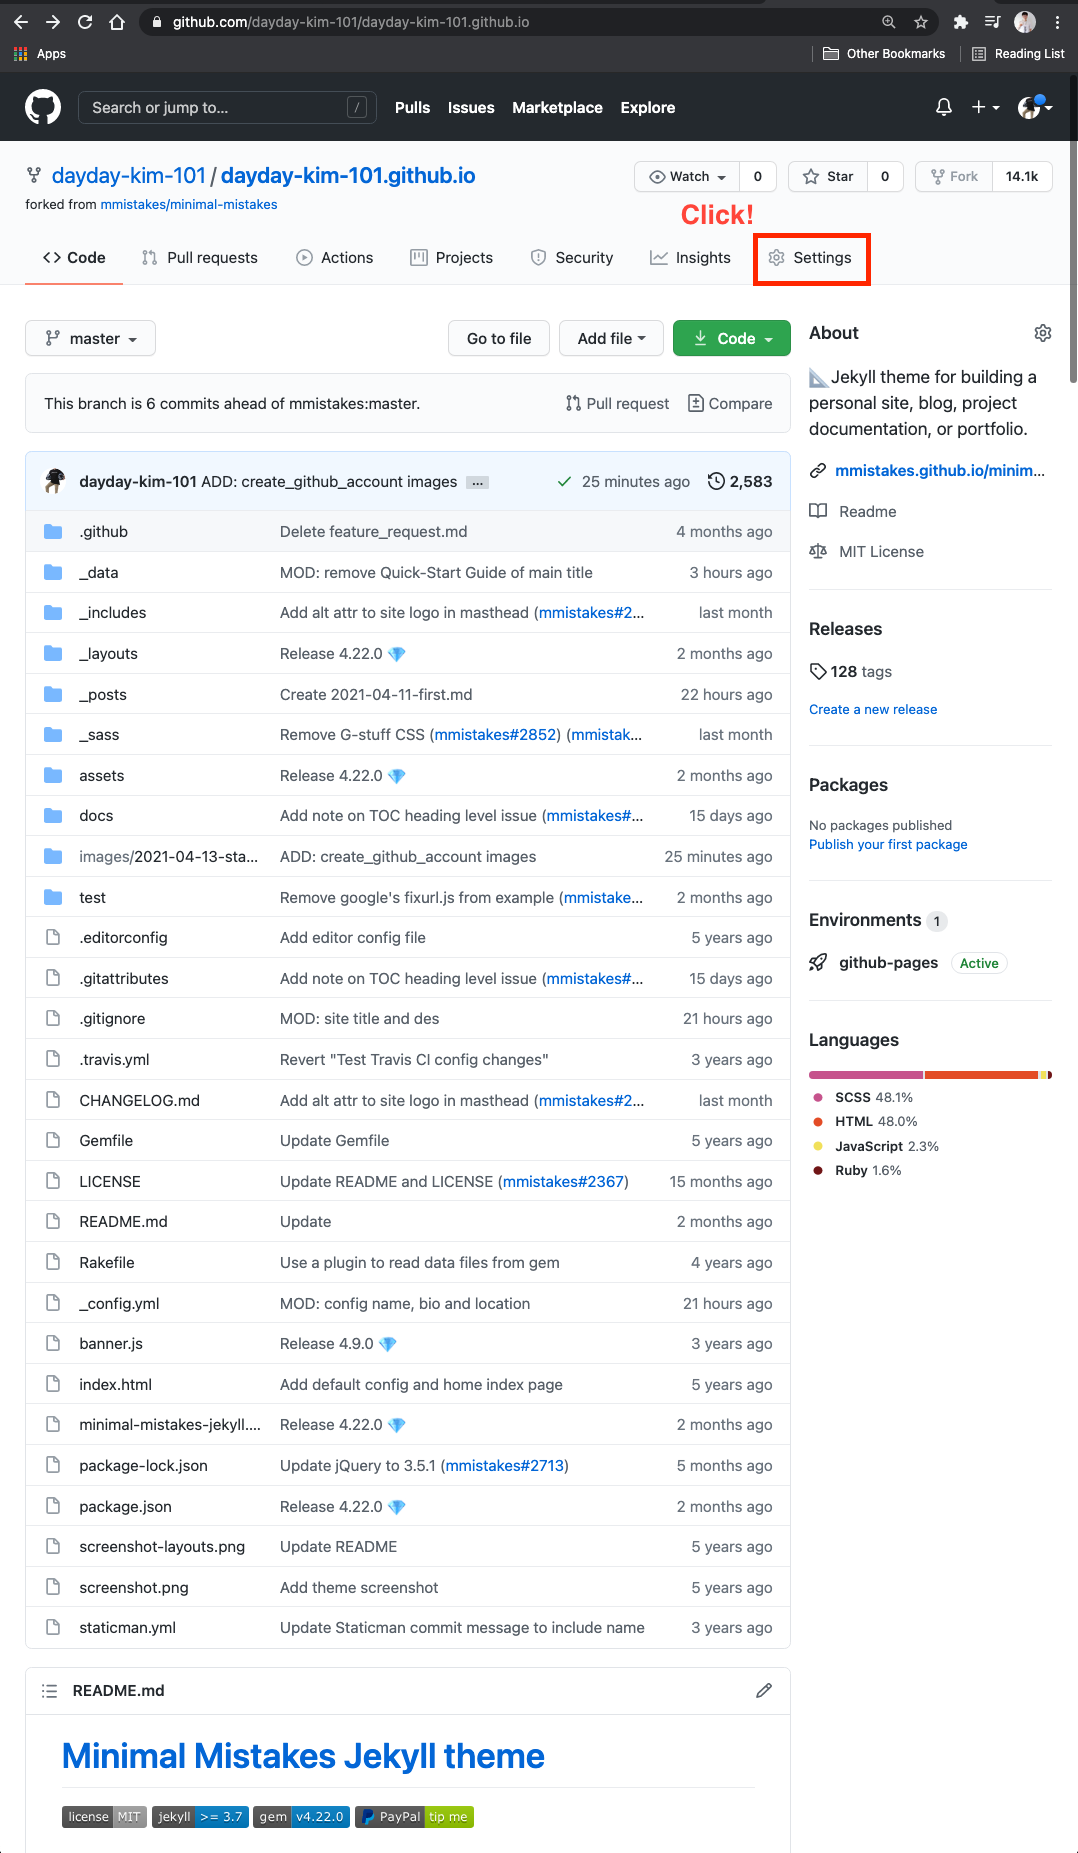 github.com/dayday-kim-101/dayday-kim-101.github.io
Apps
Other Bookmarks
Reading List
Search or jump to...
/
Pulls
Issues
Marketplace
Explore
dayday-kim-101 / dayday-kim-101.github.io
Watch 0
Star 0
Fork 14.1k
forked from mmistakes/minimal-mistakes
Click!
Code
Pull requests
Actions
Projects
Security
Insights
Settings
master
Go to file
Add file
Code
This branch is 6 commits ahead of mmistakes:master.
Pull request
Compare
dayday-kim-101 ADD: create_github_account images ... 25 minutes ago 2,583
.github Delete feature_request.md 4 months ago
_data MOD: remove Quick-Start Guide of main title 3 hours ago
_includes Add alt attr to site logo in masthead (mmistakes#2... last month
_layouts Release 4.22.0 💎 2 months ago
_posts Create 2021-04-11-first.md 22 hours ago
_sass Remove G-stuff CSS (mmistakes#2852) (mmistak... last month
assets Release 4.22.0 💎 2 months ago
docs Add note on TOC heading level issue (mmistakes#... 15 days ago
images/2021-04-13-sta... ADD: create_github_account images 25 minutes ago
test Remove google's fixurl.js from example (mmistake... 2 months ago
.editorconfig Add editor config file 5 years ago
.gitattributes Add note on TOC heading level issue (mmistakes#... 15 days ago
.gitignore MOD: site title and des 21 hours ago
.travis.yml Revert "Test Travis CI config changes" 3 years ago
CHANGELOG.md Add alt attr to site logo in masthead (mmistakes#2... last month
Gemfile Update Gemfile 5 years ago
LICENSE Update README and LICENSE (mmistakes#2367) 15 months ago
README.md Update 2 months ago
Rakefile Use a plugin to read data files from gem 4 years ago
_config.yml MOD: config name, bio and location 21 hours ago
banner.js Release 4.9.0 💎 3 years ago
index.html Add default config and home index page 5 years ago
minimal-mistakes-jekyll.... Release 4.22.0 💎 2 months ago
package-lock.json Update jQuery to 3.5.1 (mmistakes#2713) 5 months ago
package.json Release 4.22.0 💎 2 months ago
screenshot-layouts.png Update README 5 years ago
screenshot.png Add theme screenshot 5 years ago
staticman.yml Update Staticman commit message to include name 3 years ago
README.md
Minimal Mistakes Jekyll theme
license MIT jekyll >= 3.7 gem v4.22.0 PayPal tip me
About
📐Jekyll theme for building a
personal site, blog, project
documentation, or portfolio.
mmistakes.github.io/minim...
Readme
MIT License
Releases
128 tags
Create a new release
Packages
No packages published
Publish your first package
Environments 1
github-pages Active
Languages
SCSS 48.1%
HTML 48.0%
JavaScript 2.3%
Ruby 1.6%